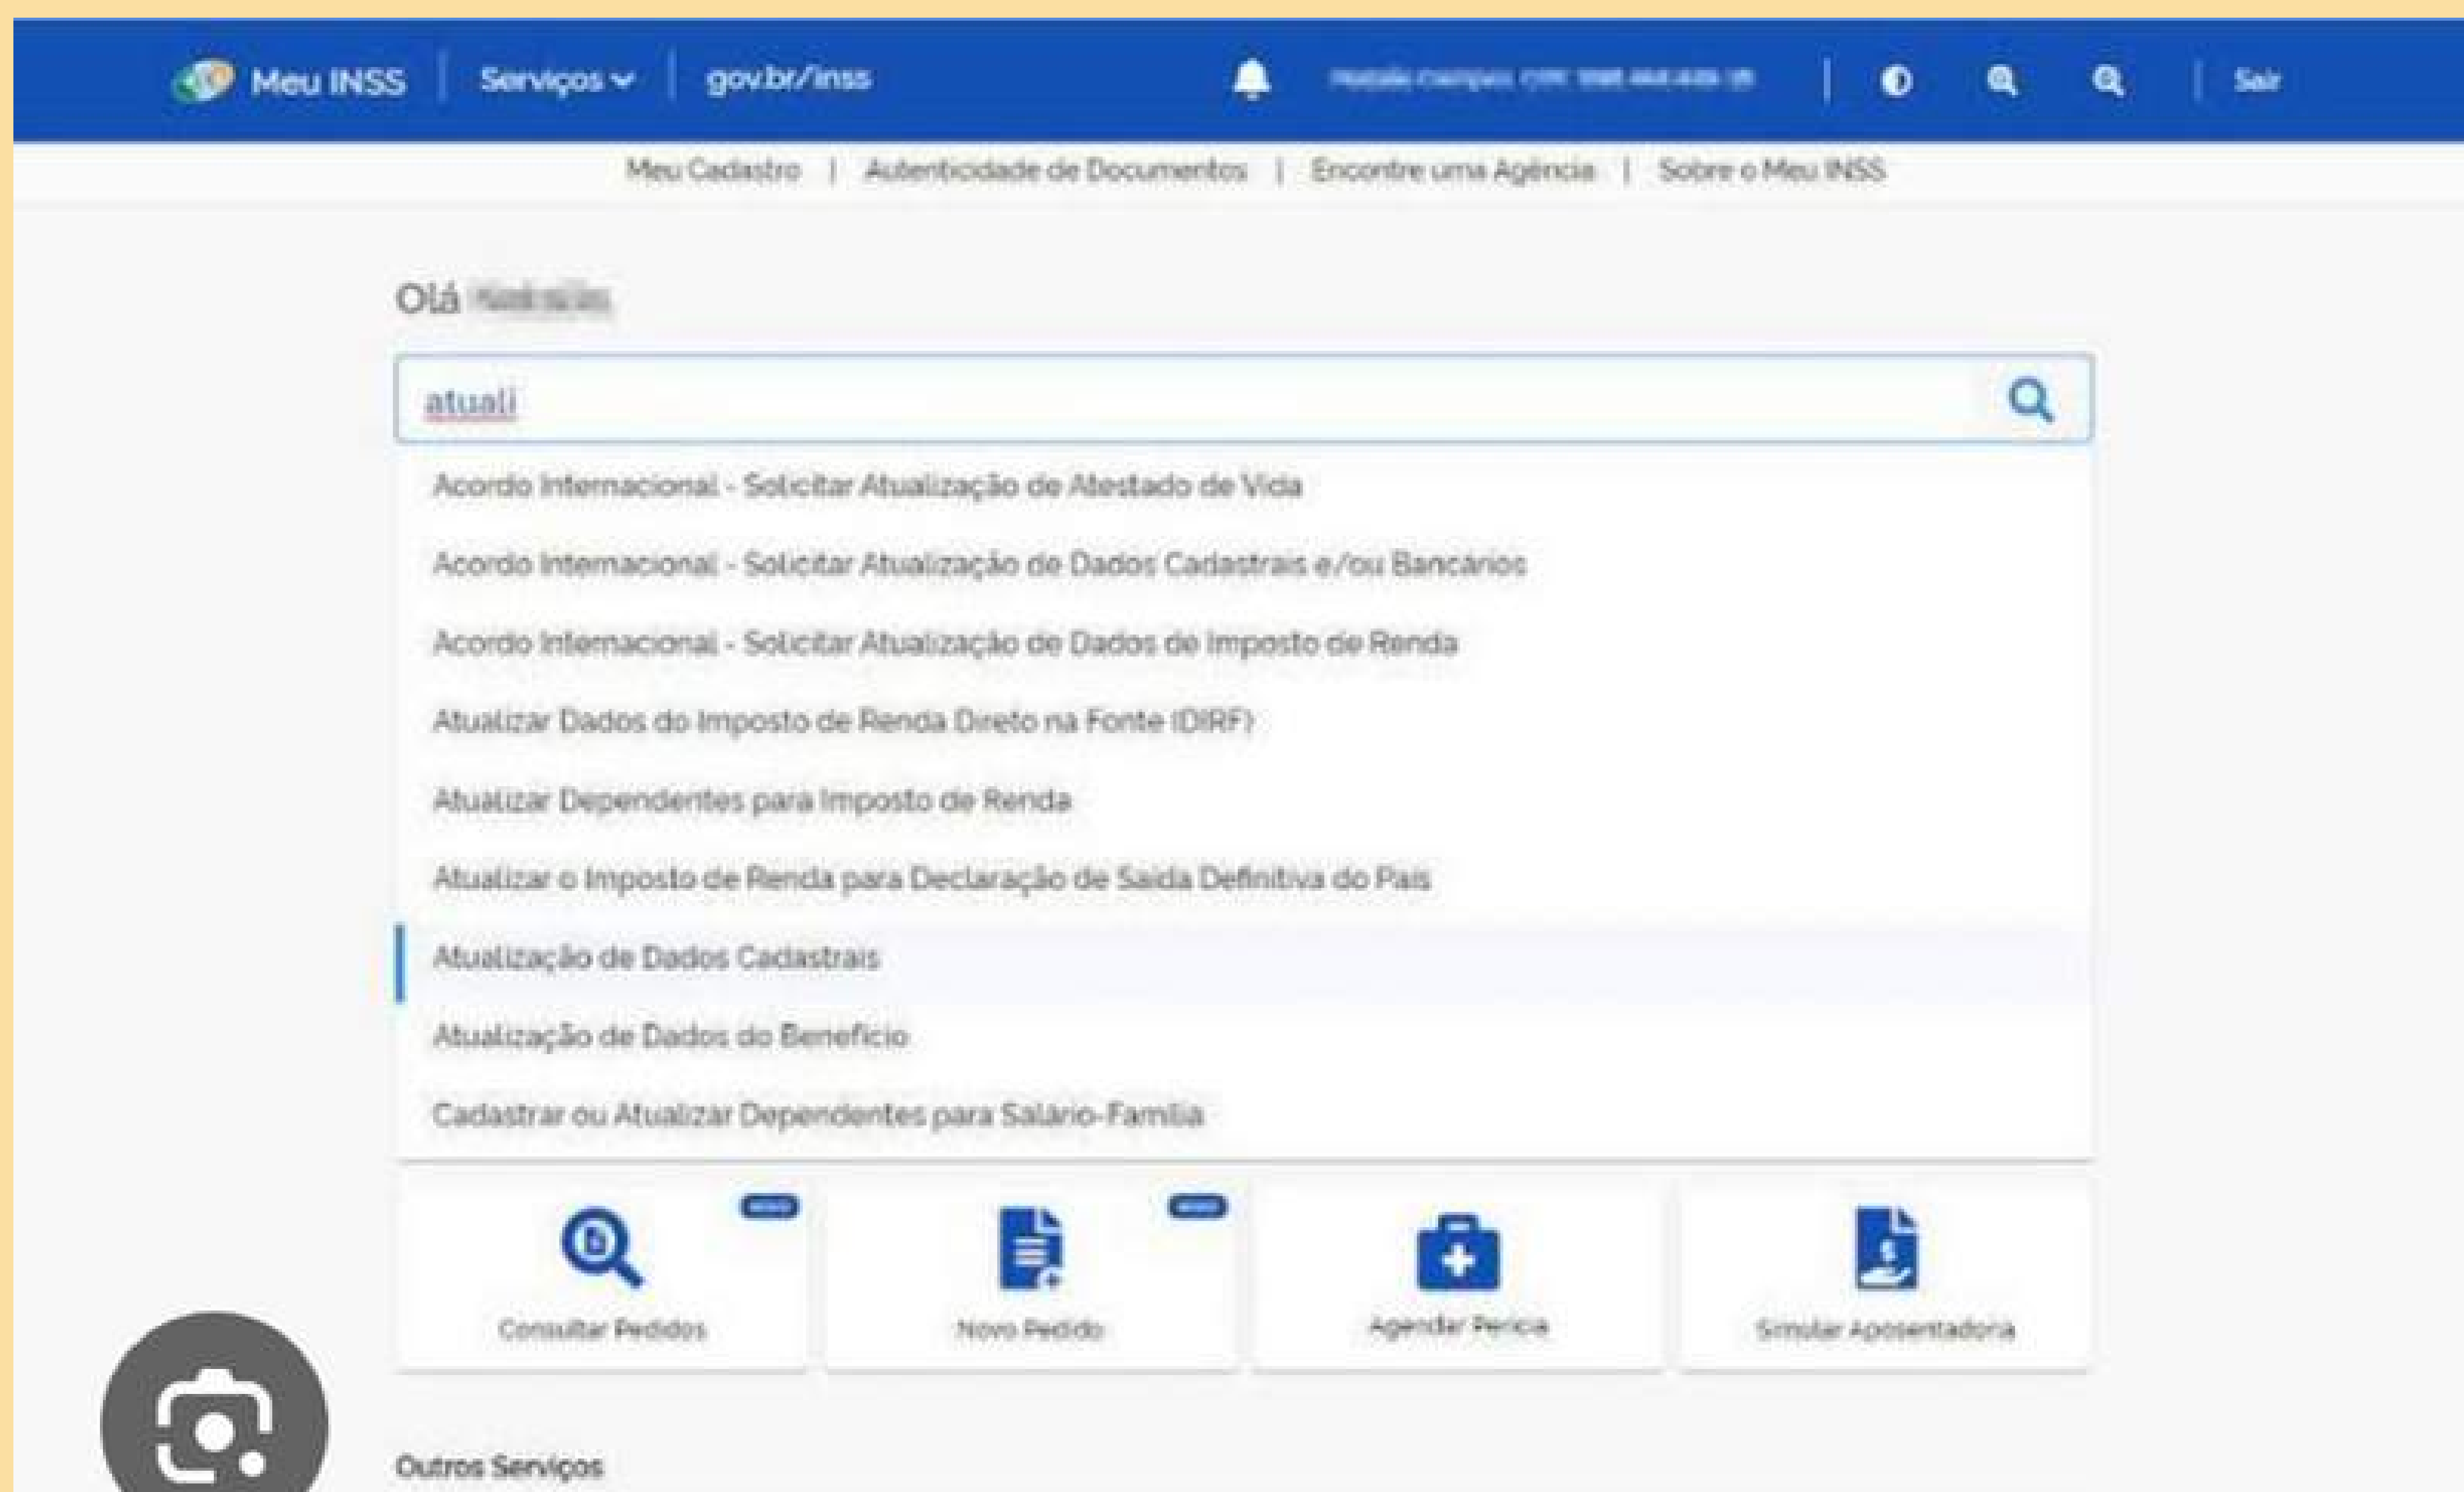 Meu INSS
Serviços
gov.br/inss
Sair
Meu Cadastro | Autenticidade de Documentos | Encontre uma Agência | Sobre o Meu INSS
Olá
atuali
Acordo Internacional - Solicitar Atualização de Atestado de Vida
Acordo Internacional - Solicitar Atualização de Dados Cadastrais e/ou Bancários
Acordo Internacional - Solicitar Atualização de Dados de Imposto de Renda
Atualizar Dados do Imposto de Renda Direto na Fonte (DIRF)
Atualizar Dependentes para Imposto de Renda
Atualizar o Imposto de Renda para Declaração de Saída Definitiva do País
Atualização de Dados Cadastrais
Atualização de Dados do Benefício
Cadastrar ou Atualizar Dependentes para Salário-Família
Consultar Pedidos
Novo Pedido
Agendar Perícia
Simular Aposentadoria
Outros Serviços